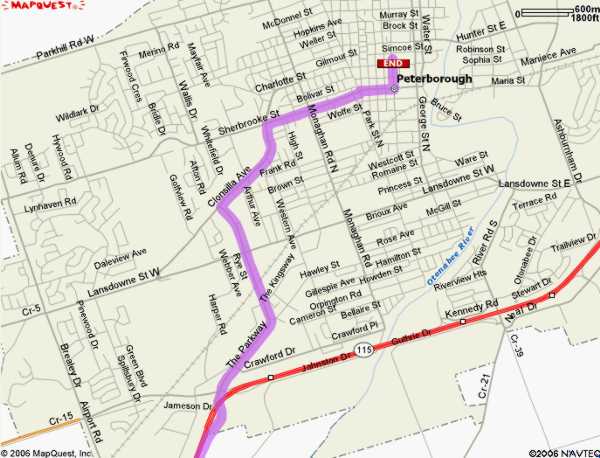 MAPQUEST
600m
0 1800ft
McDonnel St
Murray St
Brock St
Water St
Parkhill Rd W
Hopkins Ave
Weller St
Simcoe St
Hunter St E
Merino Rd
Mayfair Ave
Gilmour St
END
Robinson St
Sophia St
Maniece Ave
Firewood Cres
Charlotte St
Peterborough
Maria St
Wallis Dr
Bolivar St
Wildlark Dr
Bridle Dr
Sherbrooke St
Wolfe St
George St N
Bruce St
Whitefield Dr
High St
Monaghan Rd N
Park St N
Ashburnham Dr
Hywood Rd
Allum Rd
Westcott St
Romaine St
Ware St
Frank Rd
Afton Rd
Golfview Rd
Clonsilla Ave
Brown St
Princess St
Lansdowne St W
Lansdowne St E
Lynhaven Rd
Arthur Ave
Western Ave
Brioux Ave
McGill St
Terrace Rd
Monaghan Rd
Rose Ave
River Rd S
Otonabee River
Trailview Dr
Daleview Ave
Rye St
Webber Ave
The Kingsway
Hamilton St
Howden St
Otonabee Dr
Hawley St
Lansdowne St W
Riverview Hts
Stewart Dr
Gillespie Ave
Cr-5
Harper Rd
Orpington Rd
Kennedy Rd
Neal Dr
Pinewood Dr
Cameron St
Bellaire St
Crawford Pl
The Parkway
Guthrie Dr
Cr-39
Green Blvd
Spillsbury Dr
Crawford Dr
115
Johnston Dr
Brealey Dr
Cr-21
Cr-15
Airport Rd
Jameson Dr
© 2006 MapQuest, Inc.
©2006 NAVTEQ